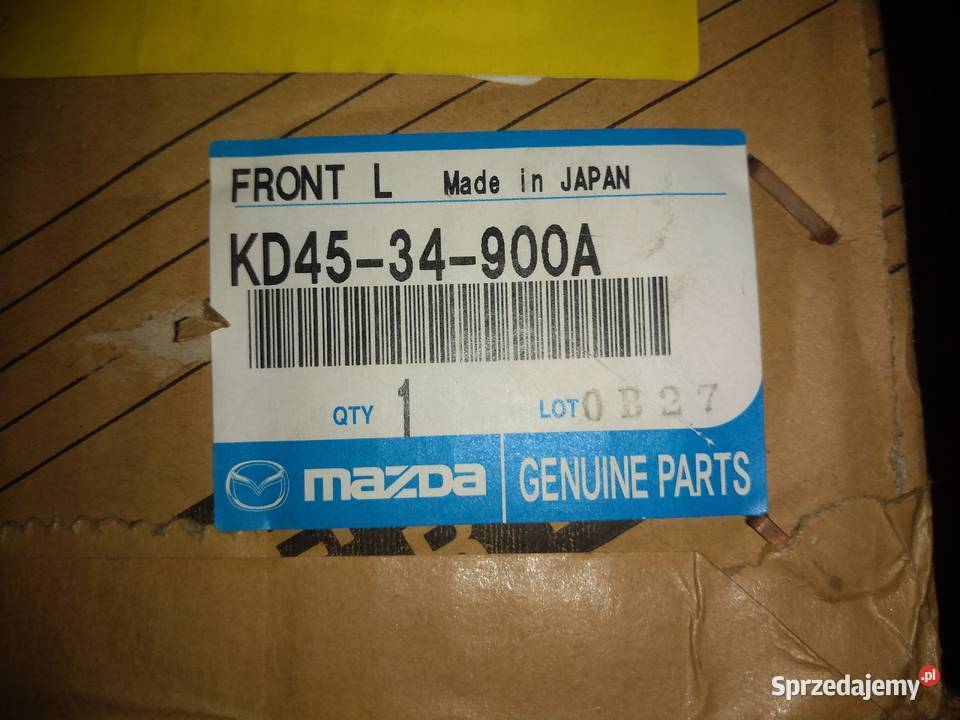 FRONT L Made in JAPAN
KD45-34-900A
QTY 1 LOT 0B27
mazda GENUINE PARTS
Sprzedajemy.pl